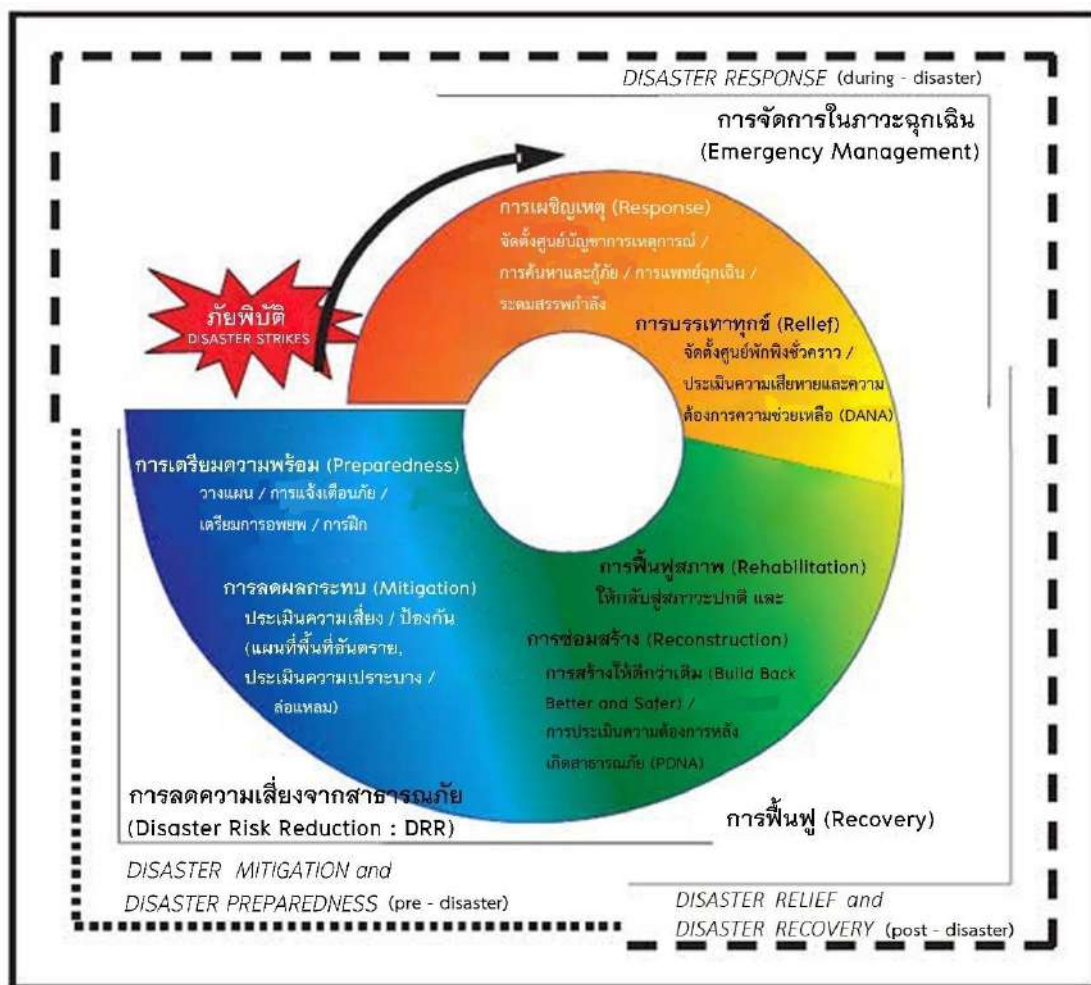 DISASTER RESPONSE (during - disaster)
การจัดการในภาวะฉุกเฉิน
(Emergency Management)
การเผชิญเหตุ (Response)
จัดตั้งศูนย์บัญชาการเหตุการณ์ /
การค้นหาและกู้ภัย / การแพทย์ฉุกเฉิน /
ระดมสรรพกำลัง
ภัยพิบัติ
DISASTER STRIKES
การบรรเทาทุกข์ (Rellef)
จัดตั้งศูนย์พักพิงชั่วคราว /
ประเมินความเสียหายและความ
ต้องการความช่วยเหลือ (DANA)
การเตรียมความพร้อม (Preparedness)
วางแผน / การแจ้งเตือนภัย /
เตรียมการอพยพ / การฝึก
การลดผลกระทบ (Mitigation)
ประเมินความเสี่ยง / ป้องกัน
(แผนที่พื้นที่อันตราย,
ประเมินความเปราะบาง /
ล่อแหลม)
การฟื้นฟูสภาพ (Rehabilitation)
ให้กลับสู่สภาวะปกติ และ
การซ่อมสร้าง (Reconstruction)
การสร้างให้ดีกว่าเดิม (Build Back
Better and Safer) /
การประเมินความต้องการหลัง
เกิดสาธารณภัย (PDNA)
การลดความเสี่ยงจากสาธารณภัย
(Disaster Risk Reduction : DRR)
การฟื้นฟู (Recovery)
DISASTER MITIGATION and
DISASTER PREPAREDNESS (pre - disaster)
DISASTER RELIEF and
DISASTER RECOVERY (post - disaster)